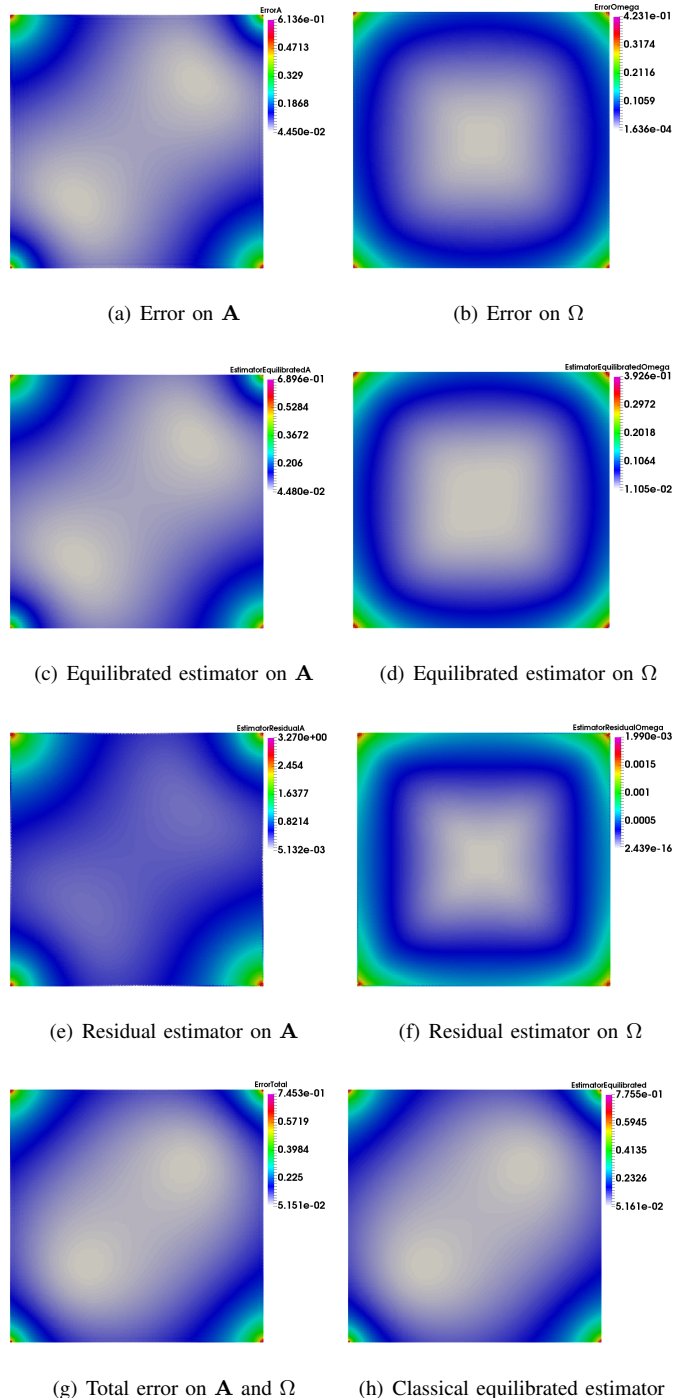 ErrorA
6.136e-01
0.4713
0.329
0.1868
4.450e-02
(a) Error on A
ErrorOmega
4.231e-01
0.3174
0.2116
0.1059
1.636e-04
(b) Error on Ω
EstimatorEquilibratedA
6.896e-01
0.5284
0.3672
0.206
4.480e-02
(c) Equilibrated estimator on A
EstimatorEquilibratedOmega
3.926e-01
0.2972
0.2018
0.1064
1.105e-02
(d) Equilibrated estimator on Ω
EstimatorResidualA
3.270e+00
2.454
1.6377
0.8214
5.132e-03
(e) Residual estimator on A
EstimatorResidualOmega
1.990e-03
0.0015
0.001
0.0005
2.439e-16
(f) Residual estimator on Ω
ErrorTotal
7.453e-01
0.5719
0.3984
0.225
5.151e-02
(g) Total error on A and Ω
EstimatorEquilibrated
7.755e-01
0.5945
0.4135
0.2326
5.161e-02
(h) Classical equilibrated estimator